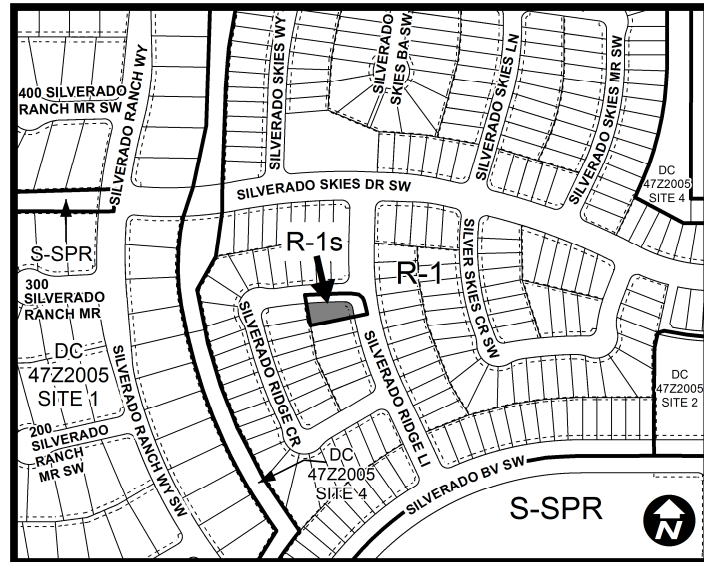 400 SILVERADO
RANCH MR SW
SILVERADO RANCH WY
SILVERADO SKIES WY
SILVERADO
SKIES BA SW
SILVERADO SKIES LN
SILVERADO SKIES MR SW
DC
47Z2005
SITE 4
SILVERADO SKIES DR SW
S-SPR
R-1s
R-1
SILVER SKIES CR SW
300
SILVERADO
RANCH MR
DC
47Z2005
SITE 1
SILVERADO RANCH WY SW
SILVERADO RIDGE CR
SILVERADO RIDGE LI
DC
47Z2005
SITE 2
200
SILVERADO
RANCH
MR SW
DC
47Z2005
SITE 4
SILVERADO BV SW
S-SPR
N